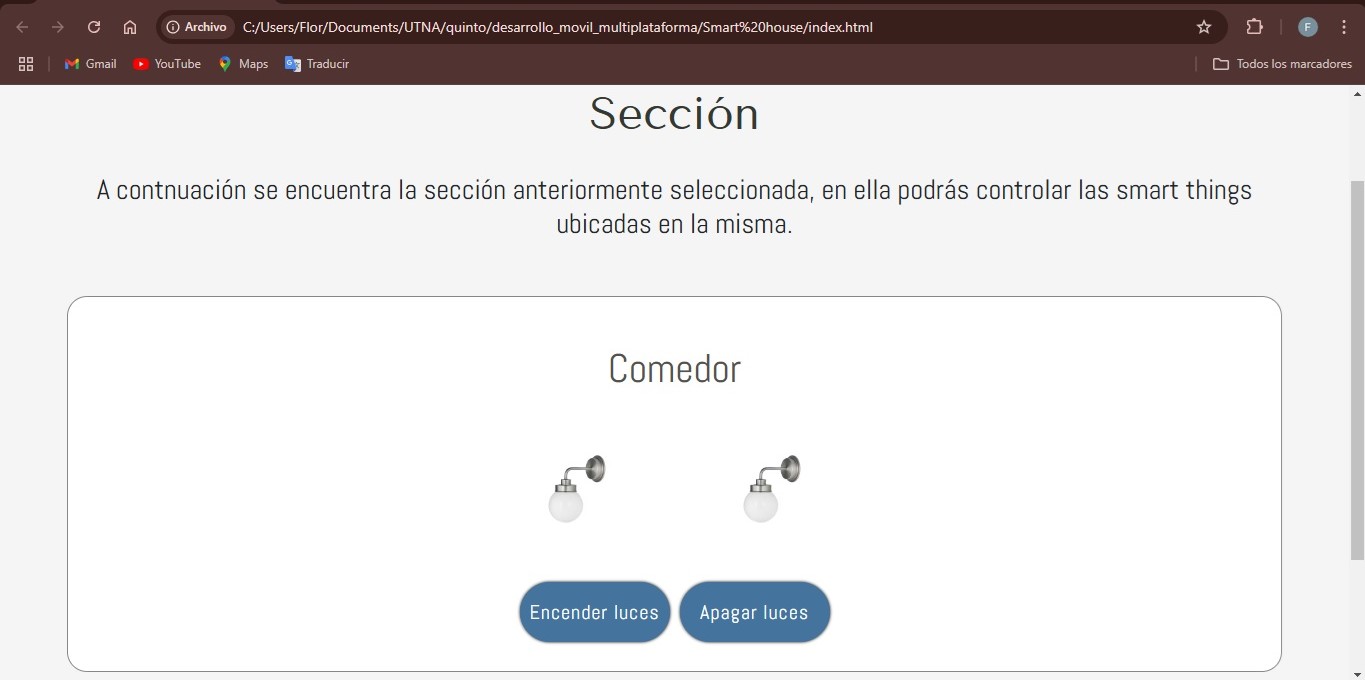 Archivo C:/Users/Flor/Documents/UTNA/quinto/desarrollo_movil_multiplataforma/Smart%20house/index.html F
Gmail YouTube Maps Traducir Todos los marcadores
Sección
A contnuación se encuentra la sección anteriormente seleccionada, en ella podrás controlar las smart things
ubicadas en la misma.
Comedor
Encender luces Apagar luces